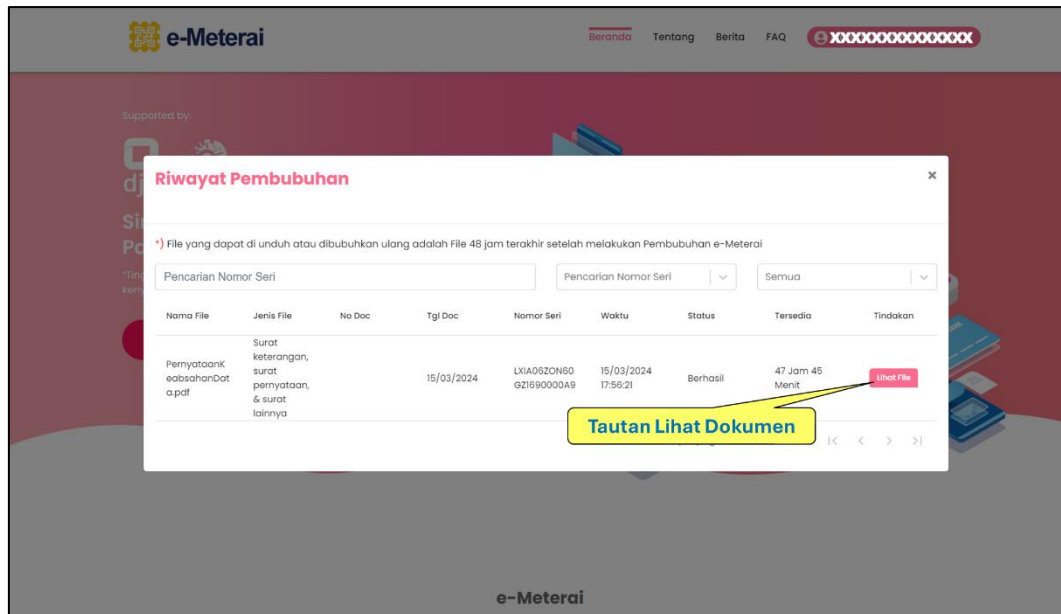 e-Meterai
Beranda Tentang Berita FAQ XXXXXXXXXXXXXX
Supported by:
Riwayat Pembubuhan
×
*) File yang dapat di unduh atau dibubuhkan ulang adalah File 48 jam terakhir setelah melakukan Pembubuhan e-Meterai
Pencarian Nomor Seri Pencarian Nomor Seri Semua
Nama File Jenis File No Doc Tgl Doc Nomor Seri Waktu Status Tersedia Tindakan
PernyataanK
eabsahanDat
a.pdf
Surat
keterangan,
surat
pernyataan,
& surat
lainnya
15/03/2024
LXIA06ZON60
GZ1690000A9
15/03/2024
17:56:21
Berhasil
47 Jam 45
Menit
Lihat File
Tautan Lihat Dokumen
e-Meterai